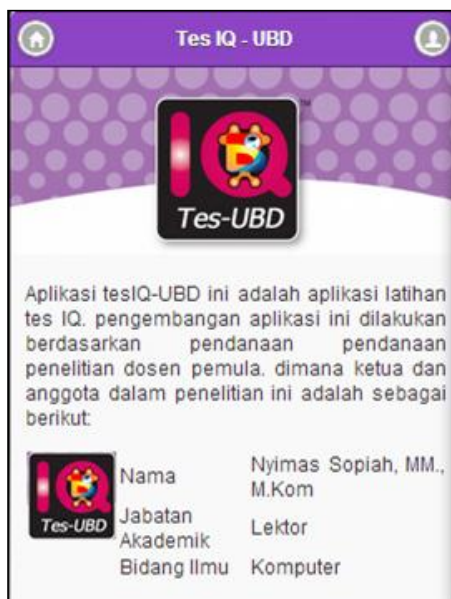 Tes IQ - UBD
IQ
TM
Tes-UBD
Aplikasi tesIQ-UBD ini adalah aplikasi latihan
tes IQ. pengembangan aplikasi ini dilakukan
berdasarkan pendanaan pendanaan
penelitian dosen pemula. dimana ketua dan
anggota dalam penelitian ini adalah sebagai
berikut:
IQ
Tes-UBD
Nama Nyimas Sopiah, MM.,
M.Kom
Jabatan
Akademik Lektor
Bidang Ilmu Komputer